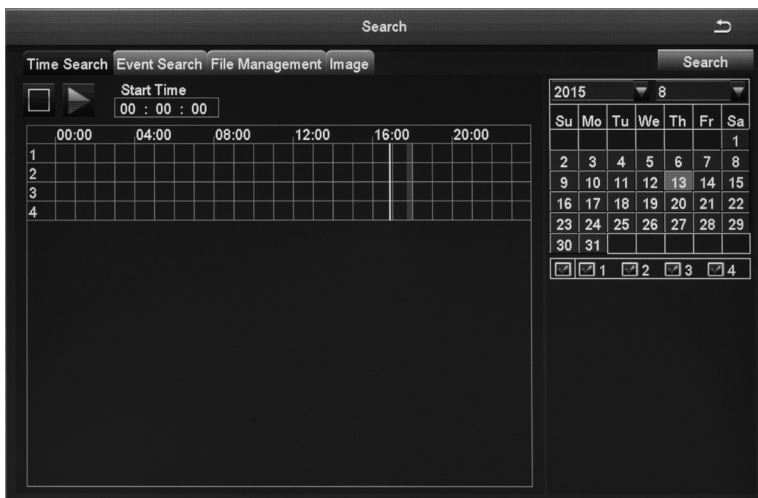 Search
Time Search Event Search File Management Image Search
Start Time
00 : 00 : 00
2015 8
Su Mo Tu We Th Fr Sa
1
2 3 4 5 6 7 8
9 10 11 12 13 14 15
16 17 18 19 20 21 22
23 24 25 26 27 28 29
30 31
1 2 3 4
00:00 04:00 08:00 12:00 16:00 20:00
1
2
3
4